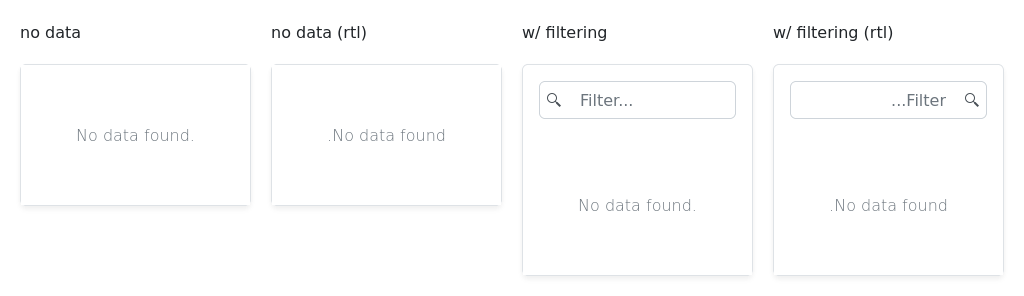 no data
No data found.
no data (rtl)
.No data found
w/ filtering
Filter...
No data found.
w/ filtering (rtl)
...Filter
.No data found